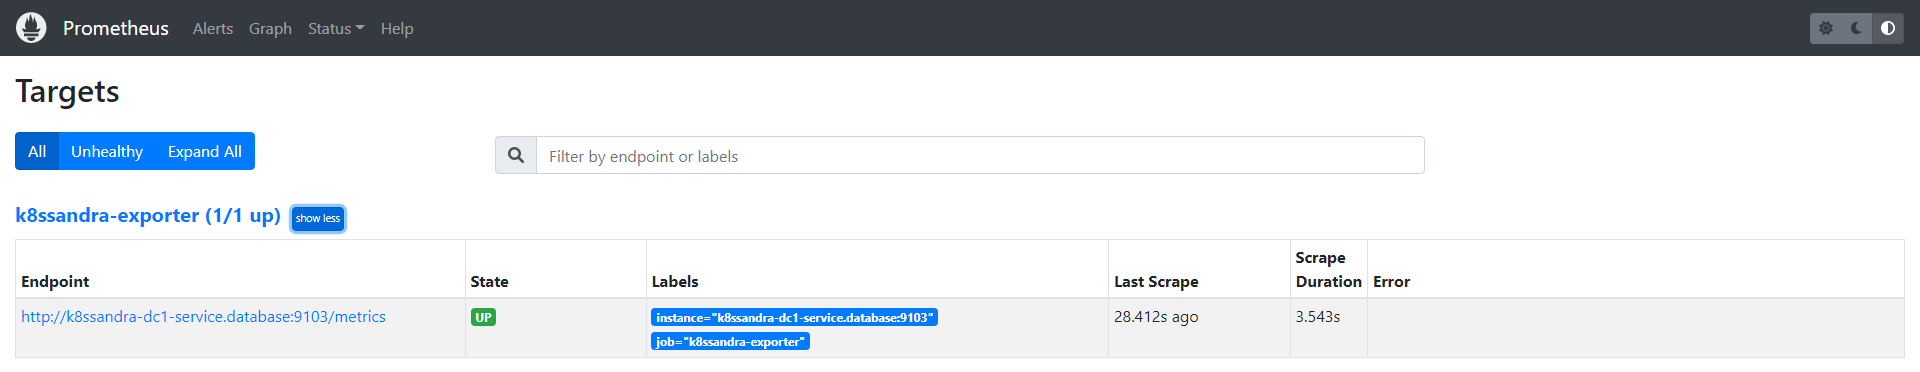 Prometheus Alerts Graph Status Help
Targets
All Unhealthy Expand All
Filter by endpoint or labels
k8ssandra-exporter (1/1 up) show less
Endpoint State Labels Last Scrape Scrape Duration Error
http://k8ssandra-dc1-service.database:9103/metrics UP instance="k8ssandra-dc1-service.database:9103" 28.412s ago 3.543s
job="k8ssandra-exporter"